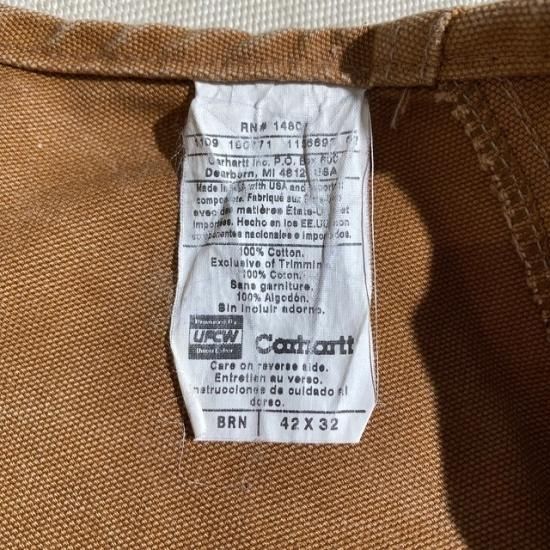 RN# 14806
1109
Carhartt Inc. P.O. Box 600
Dearborn, MI 48121 USA
Made in USA with USA and
Fabriqué aux
avec des matières États-Unis et
importées. Hecho en los EE.UU. con
componentes nacionales e importados.
100% Cotton.
Exclusive of Trimming
100% Coton.
Sans garniture.
100% Algodón.
Sin incluir adorno.
UFCW
Union Labor
Carhartt
Care on reverse side.
Entretien au verso.
Instrucciones de cuidado al
dorso.
BRN 42 X 32